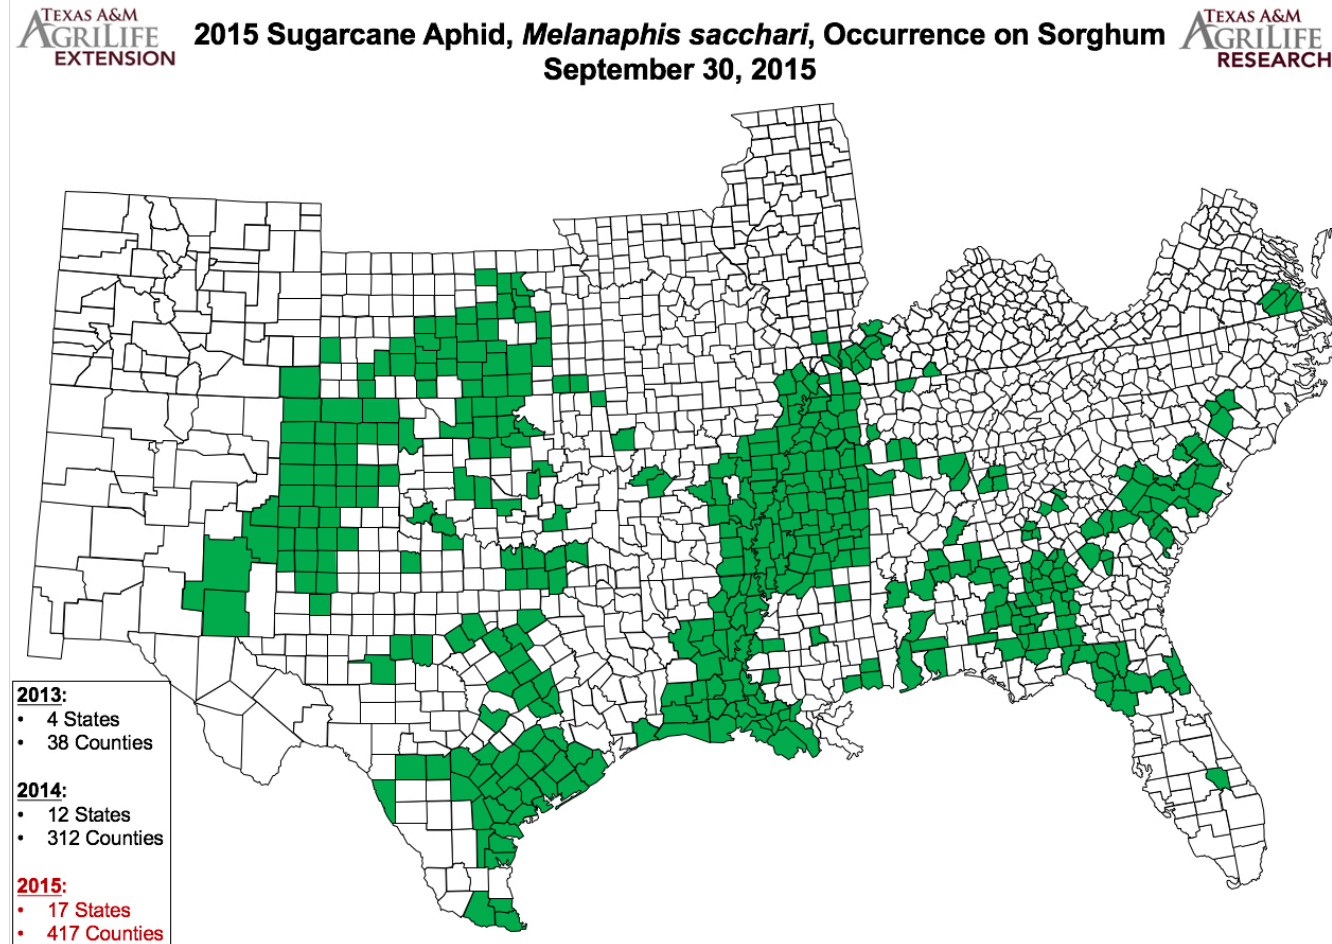 TEXAS A&M
AGRILIFE
EXTENSION
2015 Sugarcane Aphid, Melanaphis sacchari, Occurrence on Sorghum
September 30, 2015
TEXAS A&M
AGRILIFE
RESEARCH
2013:
• 4 States
• 38 Counties
2014:
• 12 States
• 312 Counties
2015:
• 17 States
• 417 Counties